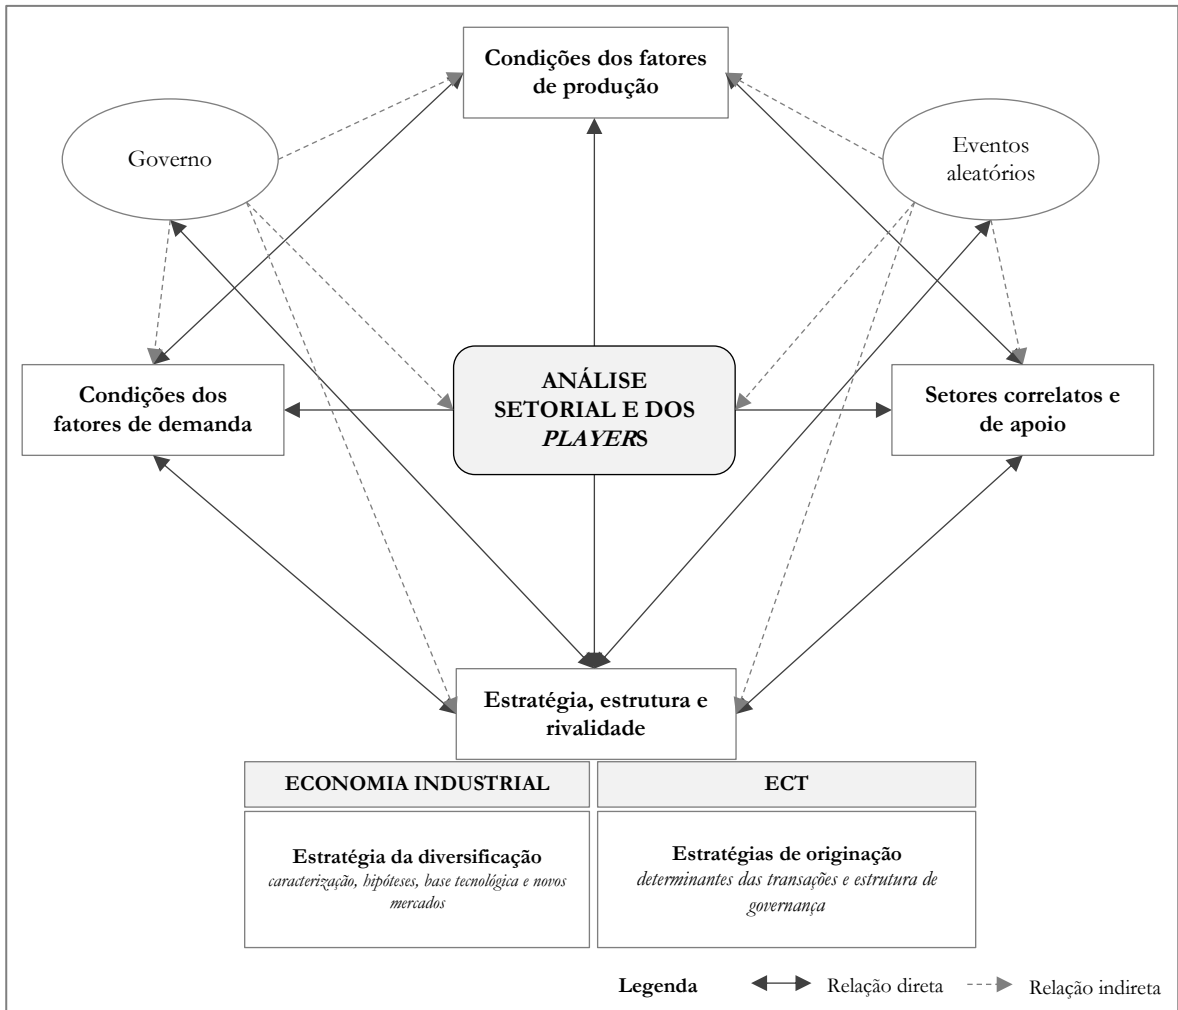 Condições dos fatores
de produção
Governo
Eventos
aleatórios
ANÁLISE
SETORIAL E DOS
PLAYERS
Condições dos
fatores de demanda
Setores correlatos e
de apoio
Estratégia, estrutura e
rivalidade
ECONOMIA INDUSTRIAL
ECT
Estratégia da diversificação
caracterização, hipóteses, base tecnológica e novos
mercados
Estratégias de originação
determinantes das transações e estrutura de
governança
Legenda
Relação direta
Relação indireta